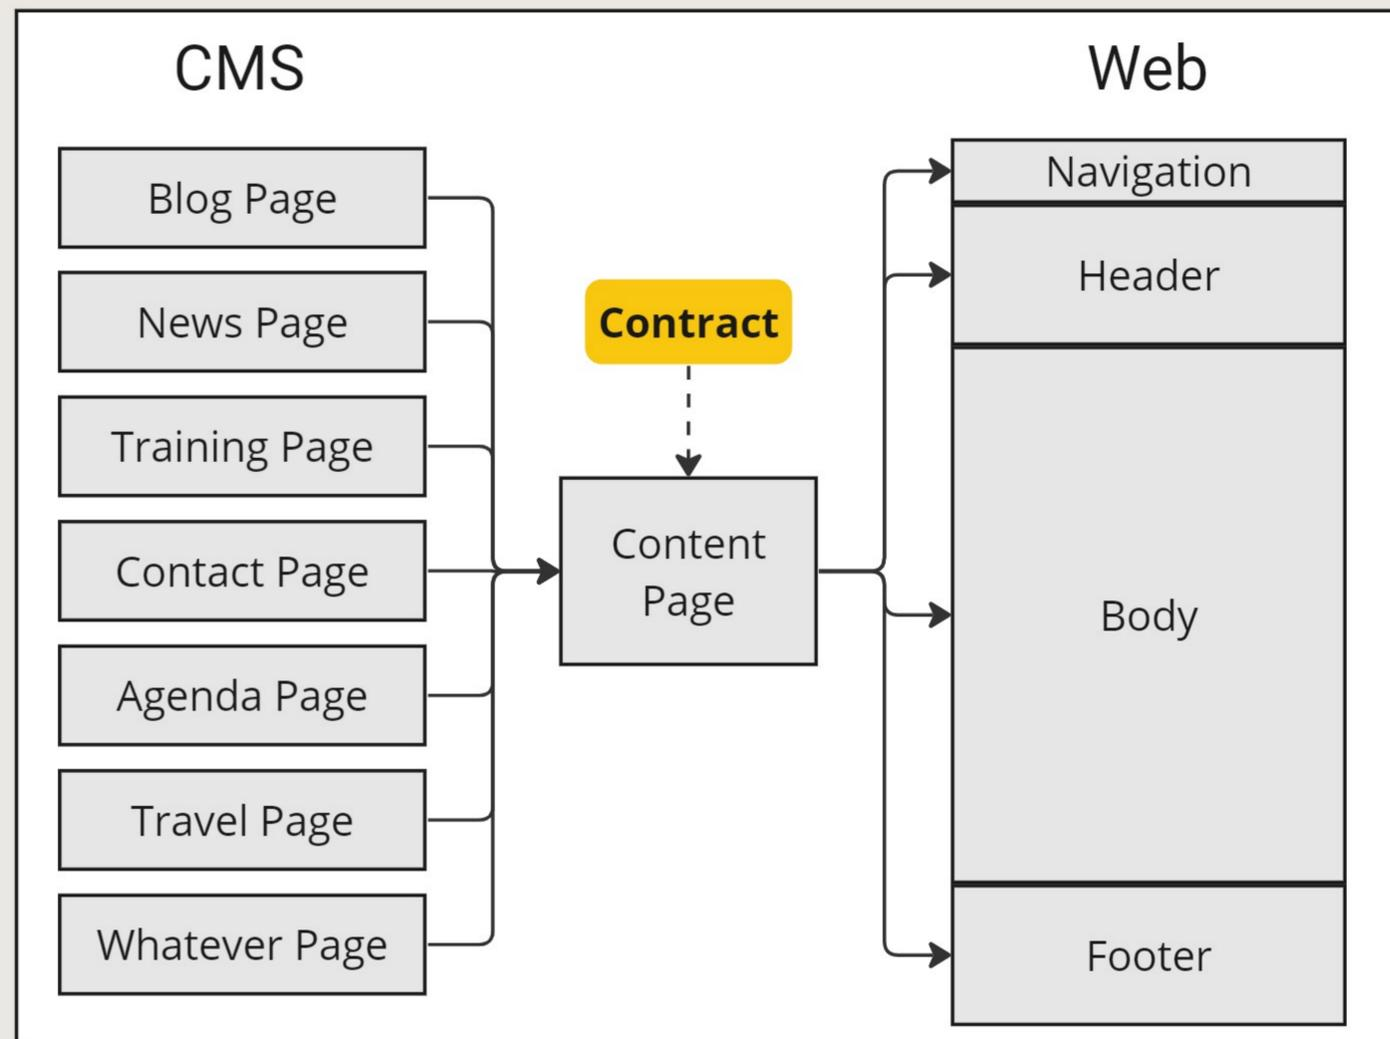 CMS
Web
Blog Page
News Page
Training Page
Contact Page
Agenda Page
Travel Page
Whatever Page
Contract
Content
Page
Navigation
Header
Body
Footer